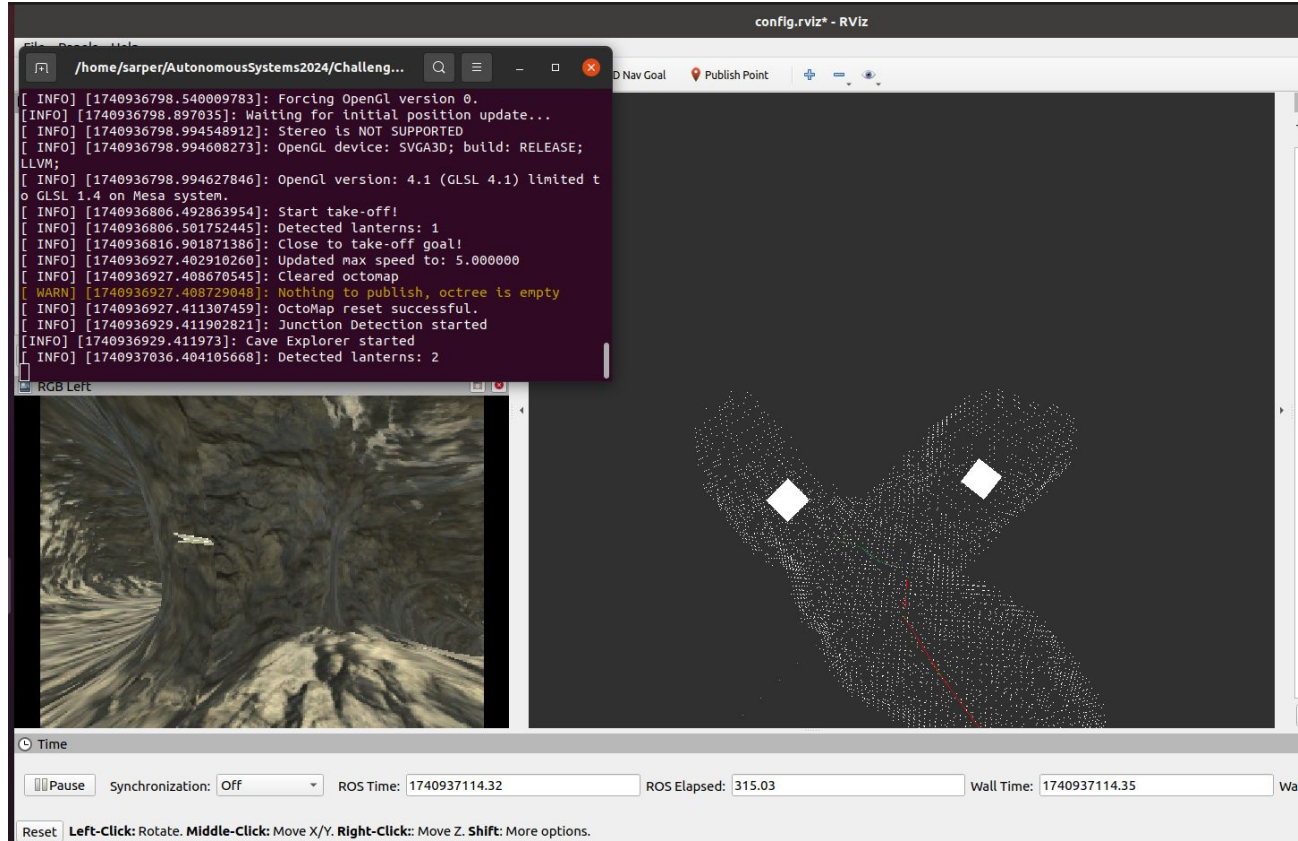 config.rviz* - RViz
File Panels Help
/home/sarper/AutonomousSystems2024/Challeng...
D Nav Goal Publish Point
[ INFO] [1740936798.540009783]: Forcing OpenGl version 0.
[INFO] [1740936798.897035]: Waiting for initial position update...
[ INFO] [1740936798.994548912]: Stereo is NOT SUPPORTED
[ INFO] [1740936798.994608273]: OpenGL device: SVGA3D; build: RELEASE;
LLVM;
[ INFO] [1740936798.994627846]: OpenGl version: 4.1 (GLSL 4.1) limited t
o GLSL 1.4 on Mesa system.
[ INFO] [1740936806.492863954]: Start take-off!
[ INFO] [1740936806.501752445]: Detected lanterns: 1
[ INFO] [1740936816.901871386]: Close to take-off goal!
[ INFO] [1740936927.402910260]: Updated max speed to: 5.000000
[ INFO] [1740936927.408670545]: Cleared octomap
[ WARN] [1740936927.408729048]: Nothing to publish, octree is empty
[ INFO] [1740936927.411307459]: OctoMap reset successful.
[ INFO] [1740936929.411902821]: Junction Detection started
[INFO] [1740936929.411973]: Cave Explorer started
[ INFO] [1740937036.404105668]: Detected lanterns: 2
RGB Left
Time
Pause Synchronization: Off ROS Time: 1740937114.32 ROS Elapsed: 315.03 Wall Time: 1740937114.35 Wa
Reset Left-Click: Rotate. Middle-Click: Move X/Y. Right-Click:: Move Z. Shift: More options.